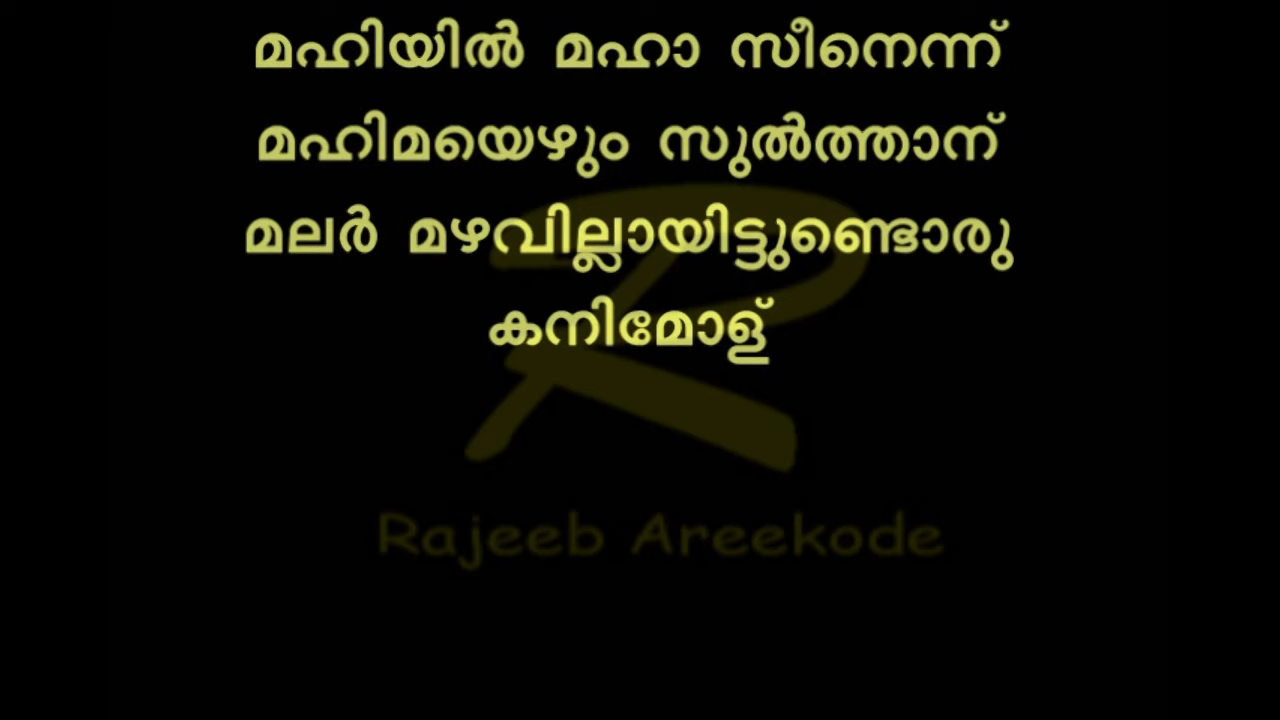 മഹിയിൽ മഹാ സീനെന്ന്
മഹിമയെഴും സുൽത്താന്
മലർ മഴവില്ലായിട്ടുണ്ടൊരു
കനിമോള്
R
Rajeeb Areekode